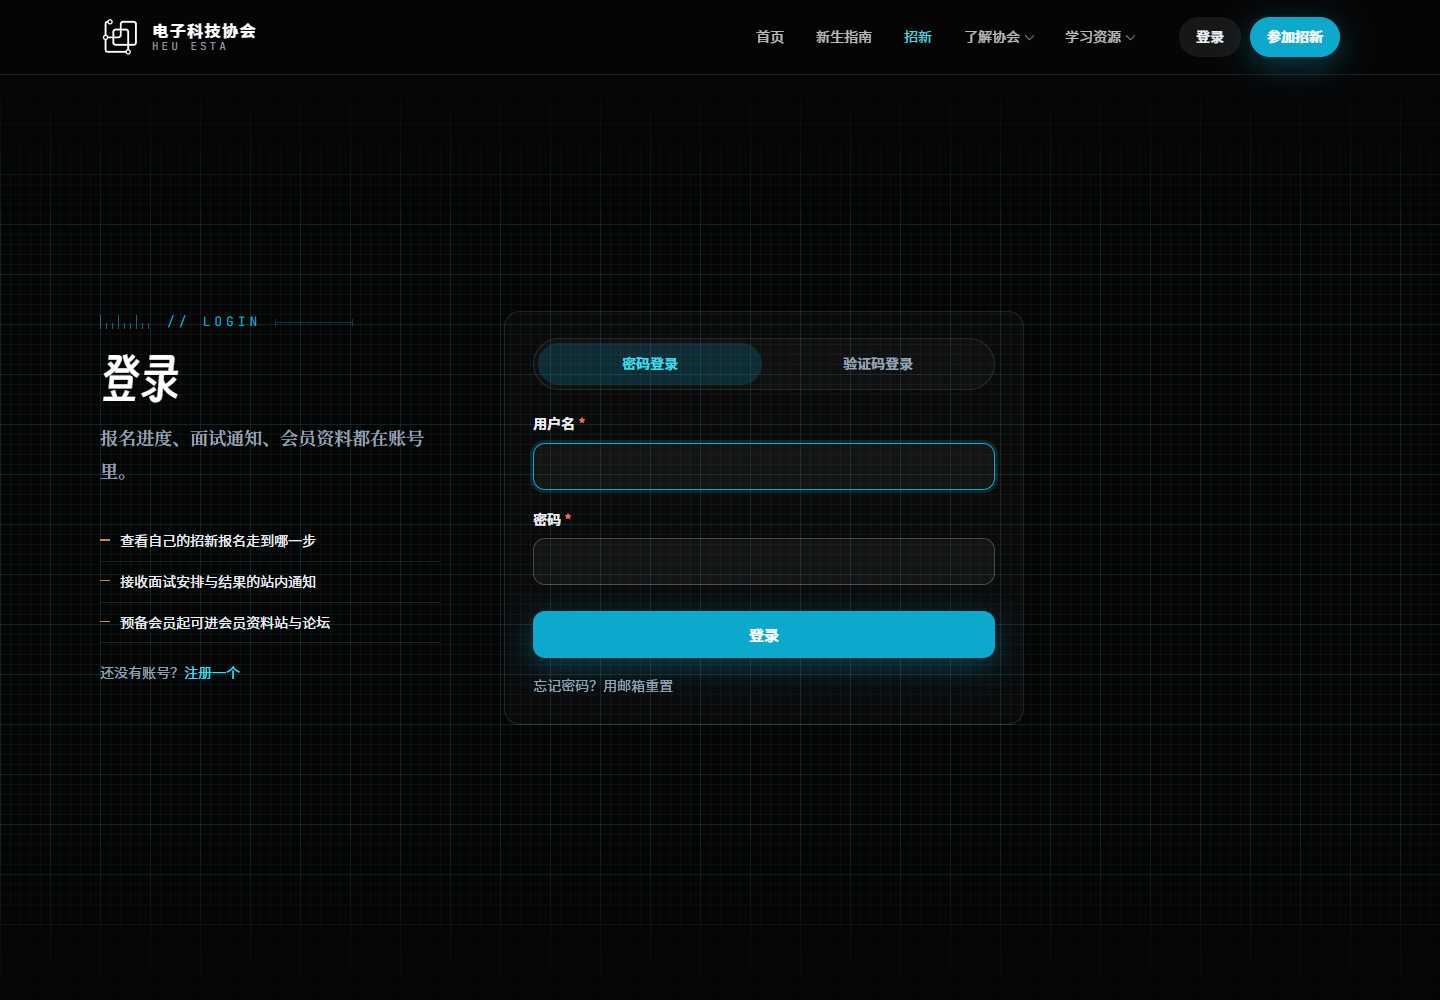 电子科技协会
HEU ESTA
首页
新生指南
招新
了解协会
学习资源
登录
参加招新
// LOGIN
登录
报名进度、面试通知、会员资料都在账号
里。
查看自己的招新报名走到哪一步
接收面试安排与结果的站内通知
预备会员起可进会员资料站与论坛
还没有账号？注册一个
密码登录
验证码登录
用户名 *
密码 *
登录
忘记密码？用邮箱重置